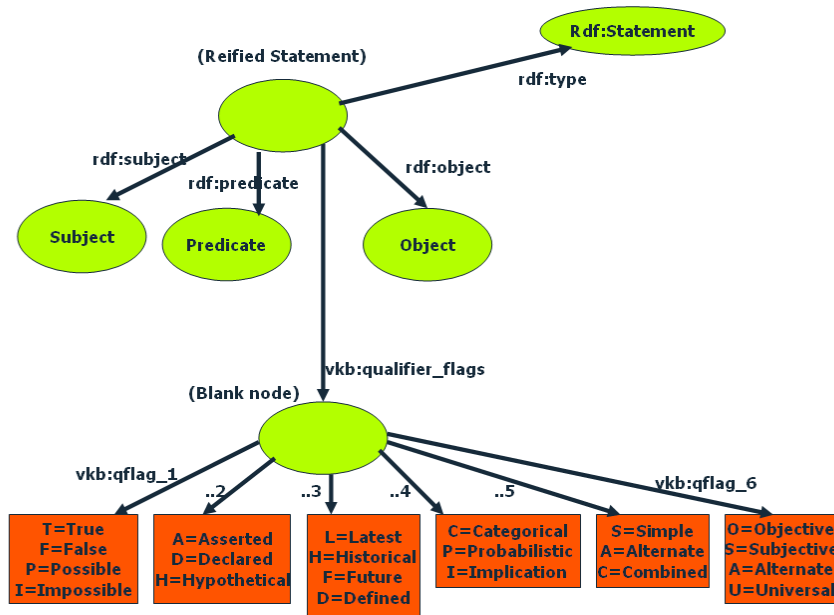 Rdf:Statement
(Reified Statement)
rdf:type
rdf:subject
rdf:object
rdf:predicate
Subject
Predicate
Object
vkb:qualifier_flags
(Blank node)
vkb:qflag_1
..2
..3
..4
..5
vkb:qflag_6
T=True
F=False
P=Possible
I=Impossible
A=Asserted
D=Declared
H=Hypothetical
L=Latest
H=Historical
F=Future
D=Defined
C=Categorical
P=Probabilistic
I=Implication
S=Simple
A=Alternate
C=Combined
O=Objective
S=Subjective
A=Alternate
U=Universal